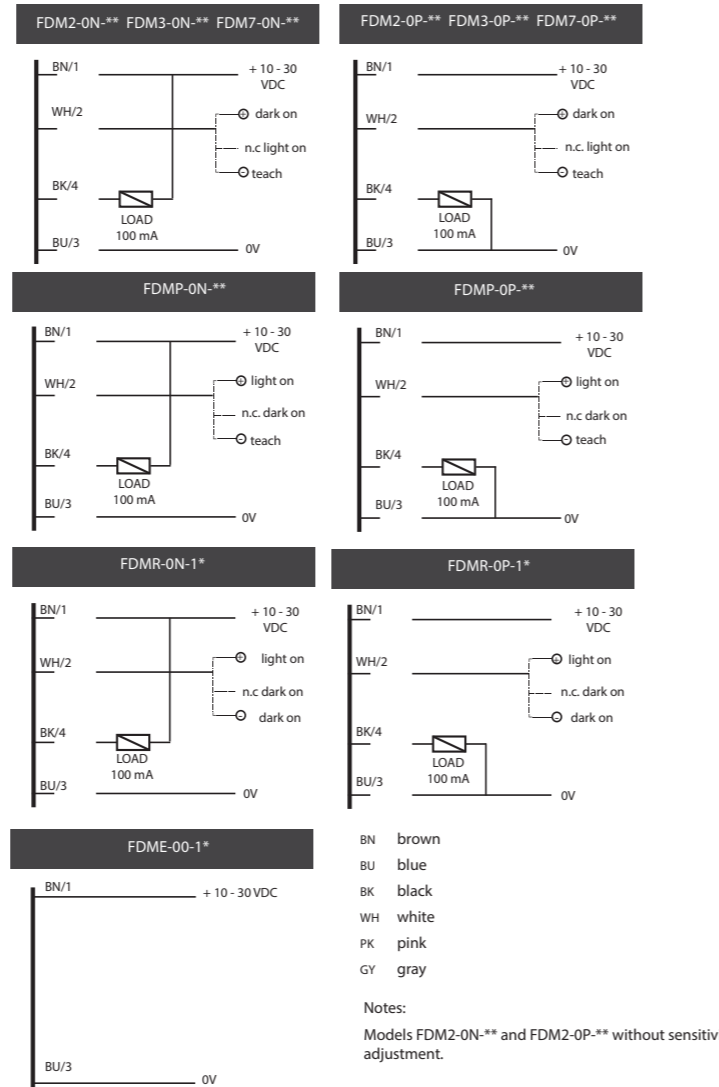 FDM2-0N-** FDM3-0N-** FDM7-0N-**
BN/1
+ 10 - 30
VDC
WH/2
dark on
n.c light on
teach
BK/4
LOAD
100 mA
BU/3
0V
FDM2-0P-** FDM3-0P-** FDM7-0P-**
BN/1
+ 10 - 30
VDC
WH/2
dark on
n.c. light on
teach
BK/4
LOAD
100 mA
BU/3
0V
FDMP-0N-**
BN/1
+ 10 - 30
VDC
WH/2
light on
n.c. dark on
teach
BK/4
LOAD
100 mA
BU/3
0V
FDMP-0P-**
BN/1
+ 10 - 30
VDC
WH/2
light on
n.c dark on
teach
BK/4
LOAD
100 mA
BU/3
0V
FDMR-0N-1*
BN/1
+ 10 - 30
VDC
WH/2
light on
n.c dark on
dark on
BK/4
LOAD
100 mA
BU/3
0V
FDMR-0P-1*
BN/1
+ 10 - 30
VDC
WH/2
light on
n.c. dark on
dark on
BK/4
LOAD
100 mA
BU/3
0V
FDME-00-1*
BN/1
+ 10 - 30 VDC
BU/3
0V
BN brown
BU blue
BK black
WH white
PK pink
GY gray
Notes:
Models FDM2-0N-** and FDM2-0P-** without sensitiv
adjustment.